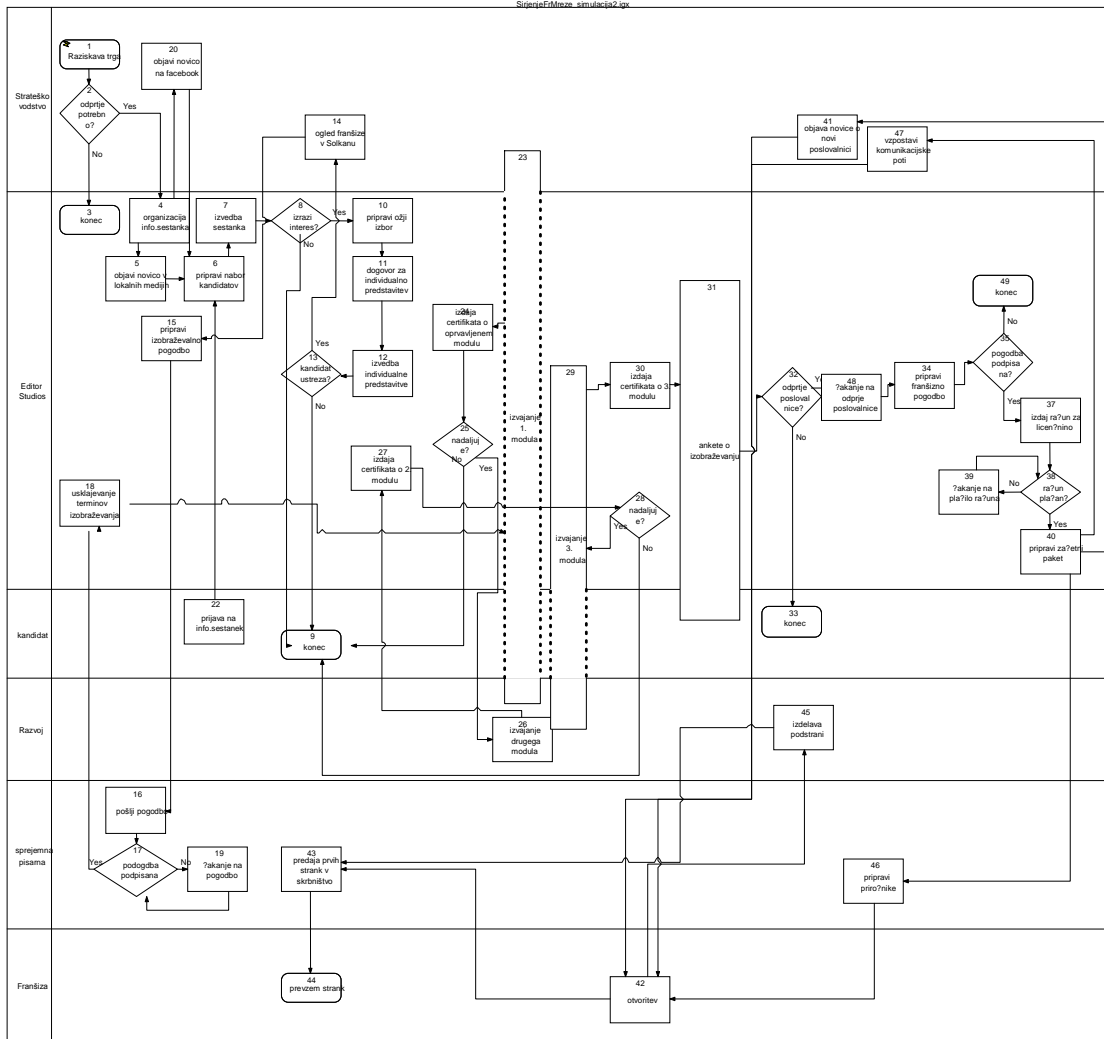 SirjenjeFrMreze_simulacija2.igx
Strateško
vodstvo
1
Raziskava trga
2
odprtje
potrebn
o?
Yes
No
20
objavi novico
na facebook
14
ogled franšize
v Solkanu
23
41
objava novice o
novi
poslovalnici
47
vzpostavi
komunikacijske
poti
Editor
Studios
3
konec
4
organizacija
info.sestanka
7
izvedba
sestanka
8
izrazi
interes?
Yes
No
10
pripravi ožji
izbor
5
objavi novico v
lokalnih medijih
6
pripravi nabor
kandidatov
11
dogovor za
individualno
predstavitev
15
pripravi
izobraževalno
pogodbo
13
kandidat
ustreza?
Yes
No
12
izvedba
individualne
predstavitve
izdaja
certifikata o
oprvavljenem
modulu
25
nadaljuj
e?
No
Yes
27
izdaja
certifikata o 2.
modulu
18
usklajevanje
terminov
izobraževanja
izvajanje
1.
modula
29
izvajanje
3.
modula
30
izdaja
certifikata o 3.
modulu
28
nadaljuj
e?
Yes
No
31
ankete o
izobraževanju
32
odprtje
posloval
nice?
No
48
?akanje na
odprje
poslovalnice
34
pripravi
franšizno
pogodbo
49
konec
No
35
pogodba
podpisa
na?
Yes
37
izdaj ra?un za
licen?nino
39
?akanje na
pla?ilo ra?una
No
38
ra?un
pla?an?
Yes
40
pripravi za?etni
paket
kandidat
22
prijava na
info.sestanek
9
konec
33
konec
Razvoj
26
izvajanje
drugega
modula
45
izdelava
podstrani
sprejemna
pisarna
16
pošlji pogodbo
17
podogdba
podpisana
Yes
No
19
?akanje na
pogodbo
43
predaja prvih
strank v
skrbništvo
46
pripravi
priro?nike
Franšiza
44
prevzem strank
42
otvoritev